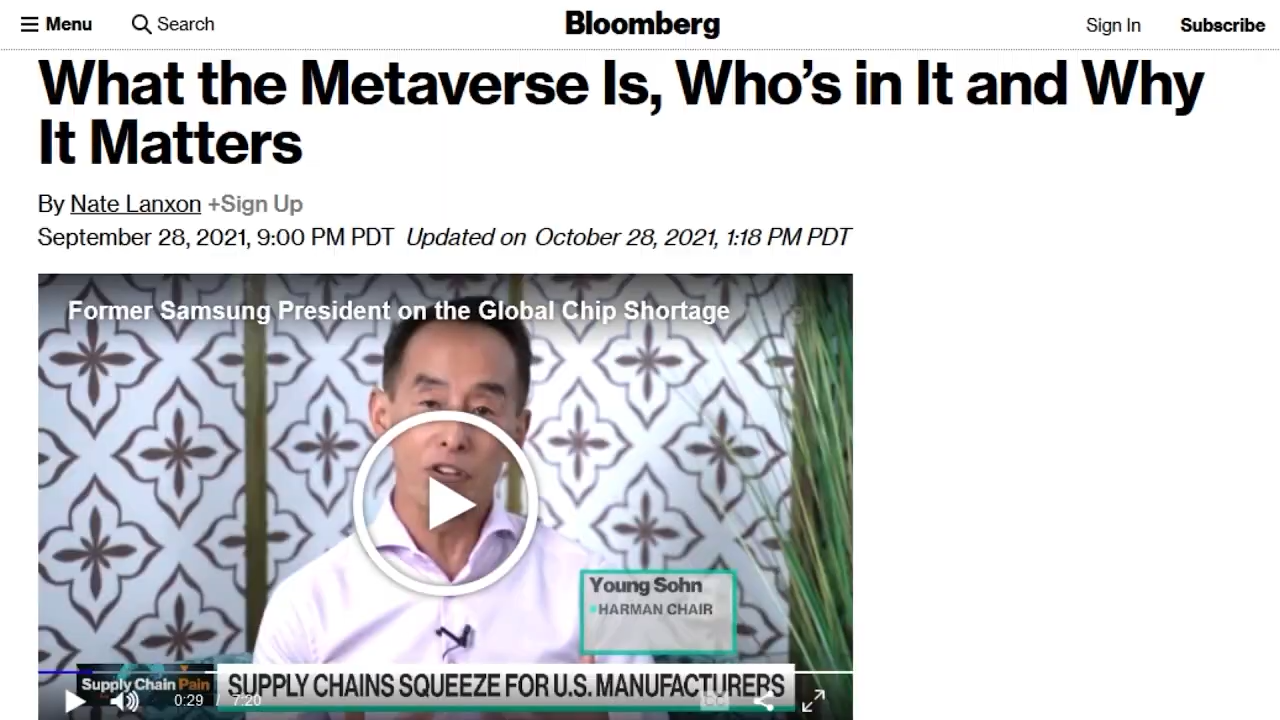 Menu Search Bloomberg Sign In Subscribe
What the Metaverse Is, Who's in It and Why
It Matters
By Nate Lanxon +Sign Up
September 28, 2021, 9:00 PM PDT Updated on October 28, 2021, 1:18 PM PDT
Former Samsung President on the Global Chip Shortage
Young Sohn
HARMAN CHAIR
Supply Chain Pain SUPPLY CHAINS SQUEEZE FOR U.S. MANUFACTURERS
0:29 / 7:20 CC